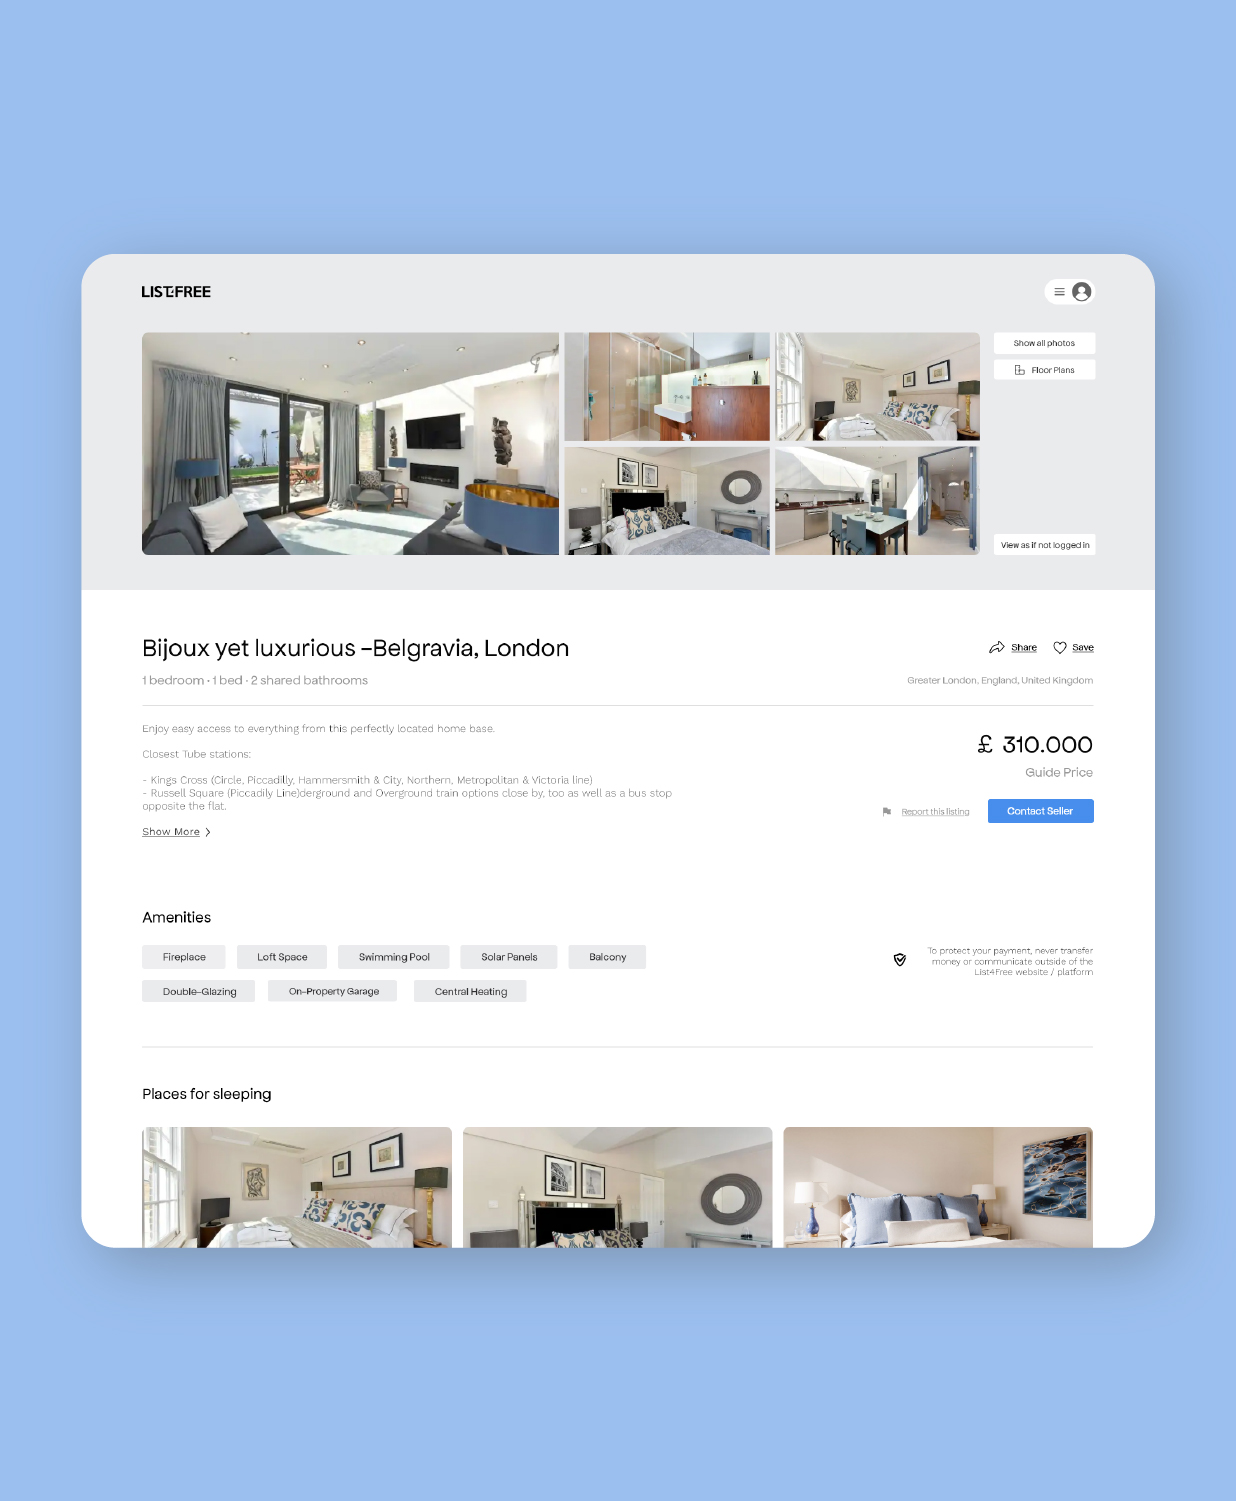 LIST4FREE
Show all photos
Floor Plans
View as if not logged in
Bijoux yet luxurious –Belgravia, London
Share
Save
1 bedroom · 1 bed · 2 shared bathrooms
Greater London, England, United Kingdom
Enjoy easy access to everything from this perfectly located home base.
Closest Tube stations:
- Kings Cross (Circle, Piccadilly, Hammersmith & City, Northern, Metropolitan & Victoria line)
- Russell Square (Piccadily Line)derground and Overground train options close by, too as well as a bus stop
opposite the flat.
Show More
£ 310.000
Guide Price
Report this listing
Contact Seller
Amenities
Fireplace
Loft Space
Swimming Pool
Solar Panels
Balcony
Double-Glazing
On-Property Garage
Central Heating
To protect your payment, never transfer
money or communicate outside of the
List4Free website / platform
Places for sleeping